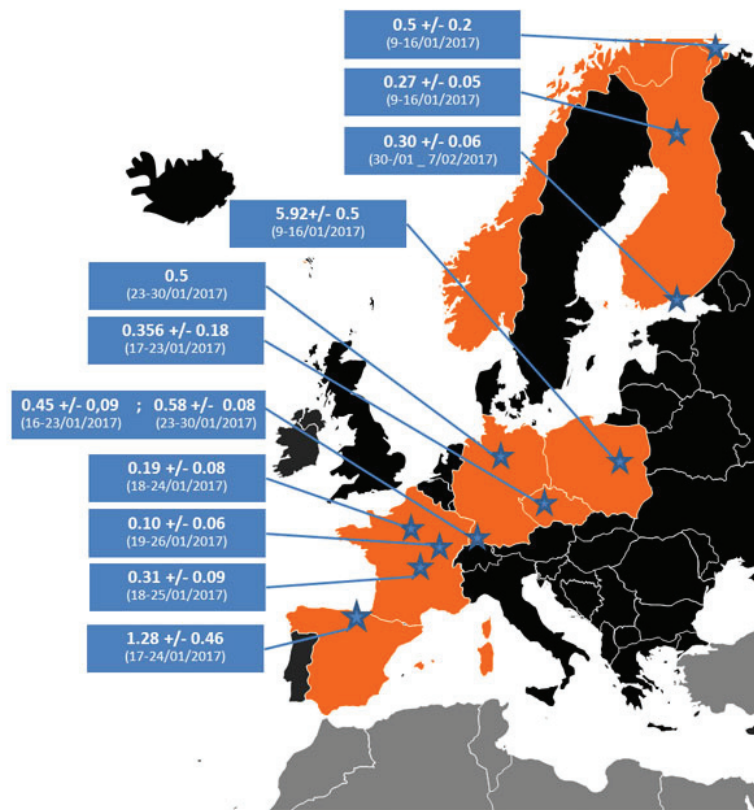 0.5 +/- 0.2
(9-16/01/2017)
0.27 +/- 0.05
(9-16/01/2017)
0.30 +/- 0.06
(30-/01 _ 7/02/2017)
5.92+/- 0.5
(9-16/01/2017)
0.5
(23-30/01/2017)
0.356 +/- 0.18
(17-23/01/2017)
0.45 +/- 0,09 ; 0.58 +/- 0.08
(16-23/01/2017) (23-30/01/2017)
0.19 +/- 0.08
(18-24/01/2017)
0.10 +/- 0.06
(19-26/01/2017)
0.31 +/- 0.09
(18-25/01/2017)
1.28 +/- 0.46
(17-24/01/2017)